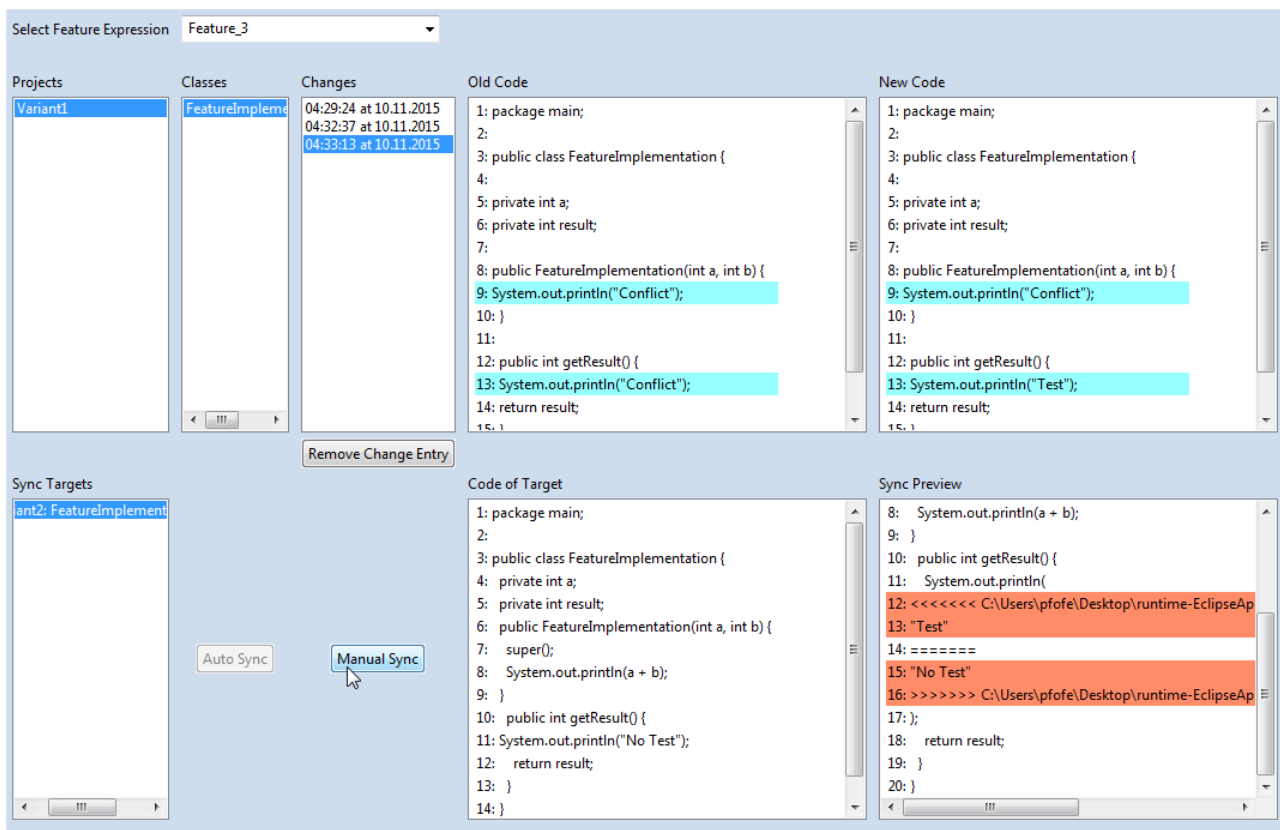 Select Feature Expression Feature_3
Projects
Variant1
Classes
FeatureImpleme
Changes
04:29:24 at 10.11.2015
04:32:37 at 10.11.2015
04:33:13 at 10.11.2015
Remove Change Entry
Old Code
1: package main;
2:
3: public class FeatureImplementation {
4:
5: private int a;
6: private int result;
7:
8: public FeatureImplementation(int a, int b) {
9: System.out.println("Conflict");
10: }
11:
12: public int getResult() {
13: System.out.println("Conflict");
14: return result;
15: }
New Code
1: package main;
2:
3: public class FeatureImplementation {
4:
5: private int a;
6: private int result;
7:
8: public FeatureImplementation(int a, int b) {
9: System.out.println("Conflict");
10: }
11:
12: public int getResult() {
13: System.out.println("Test");
14: return result;
15: }
Sync Targets
ant2: FeatureImplement
Auto Sync
Manual Sync
Code of Target
1: package main;
2:
3: public class FeatureImplementation {
4: private int a;
5: private int result;
6: public FeatureImplementation(int a, int b) {
7: super();
8: System.out.println(a + b);
9: }
10: public int getResult() {
11: System.out.println("No Test");
12: return result;
13: }
14: }
Sync Preview
8: System.out.println(a + b);
9: }
10: public int getResult() {
11: System.out.println(
12: <<<<<<< C:\Users\pfofe\Desktop\runtime-EclipseAp
13: "Test"
14: =======
15: "No Test"
16: >>>>>>> C:\Users\pfofe\Desktop\runtime-EclipseAp
17: );
18: return result;
19: }
20: }